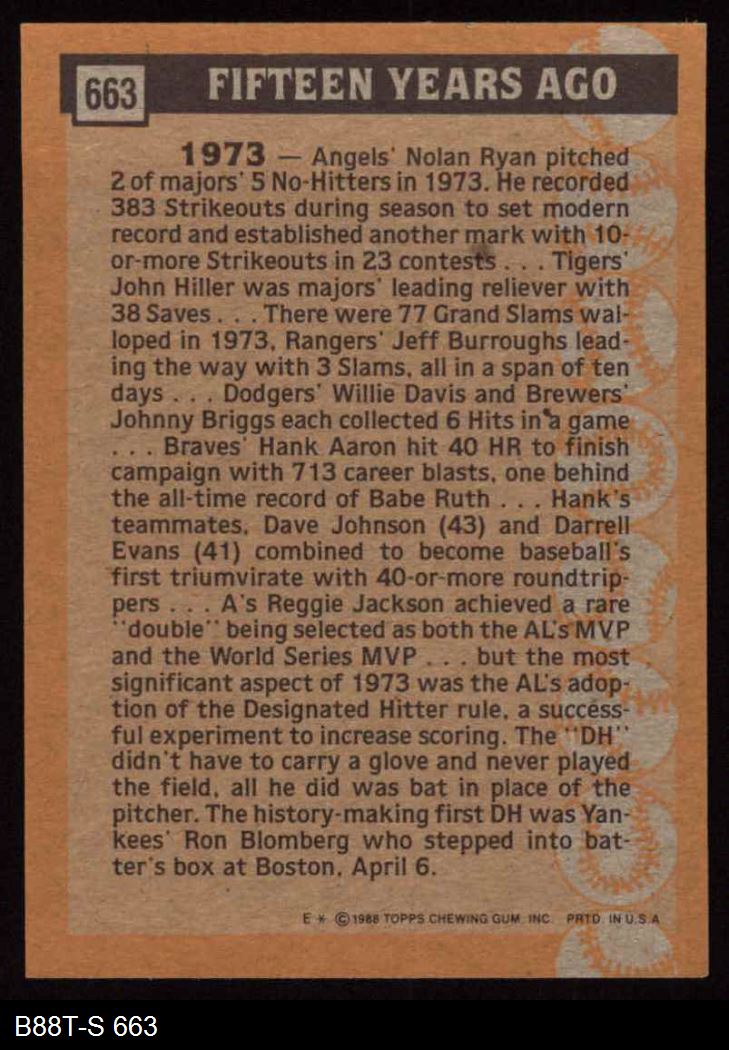 663
FIFTEEN YEARS AGO
1973 — Angels' Nolan Ryan pitched
2 of majors' 5 No-Hitters in 1973. He recorded
383 Strikeouts during season to set modern
record and established another mark with 10-
or-more Strikeouts in 23 contests . . . Tigers'
John Hiller was majors' leading reliever with
38 Saves . . . There were 77 Grand Slams wal-
loped in 1973, Rangers' Jeff Burroughs lead-
ing the way with 3 Slams, all in a span of ten
days . . . Dodgers' Willie Davis and Brewers'
Johnny Briggs each collected 6 Hits in a game
. . . Braves' Hank Aaron hit 40 HR to finish
campaign with 713 career blasts, one behind
the all-time record of Babe Ruth . . . Hank's
teammates, Dave Johnson (43) and Darrell
Evans (41) combined to become baseball's
first triumvirate with 40-or-more roundtrip-
pers . . . A's Reggie Jackson achieved a rare
"double" being selected as both the AL's MVP
and the World Series MVP . . . but the most
significant aspect of 1973 was the AL's adop-
tion of the Designated Hitter rule, a success-
ful experiment to increase scoring. The "DH"
didn't have to carry a glove and never played
the field, all he did was bat in place of the
pitcher. The history-making first DH was Yan-
kees' Ron Blomberg who stepped into bat-
ter's box at Boston, April 6.
E * © 1988 TOPPS CHEWING GUM, INC. PRTD. IN U.S.A.
B88T-S 663